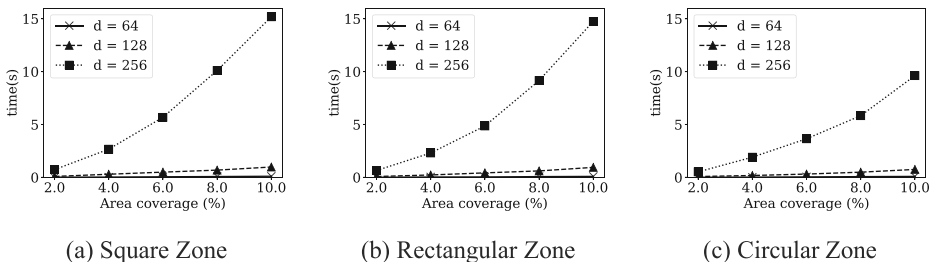 d = 64
d = 128
d = 256
time(s)
15
10
5
0
2.0 4.0 6.0 8.0 10.0
Area coverage (%)
(a) Square Zone
d = 64
d = 128
d = 256
time(s)
15
10
5
0
2.0 4.0 6.0 8.0 10.0
Area coverage (%)
(b) Rectangular Zone
d = 64
d = 128
d = 256
time(s)
15
10
5
0
2.0 4.0 6.0 8.0 10.0
Area coverage (%)
(c) Circular Zone